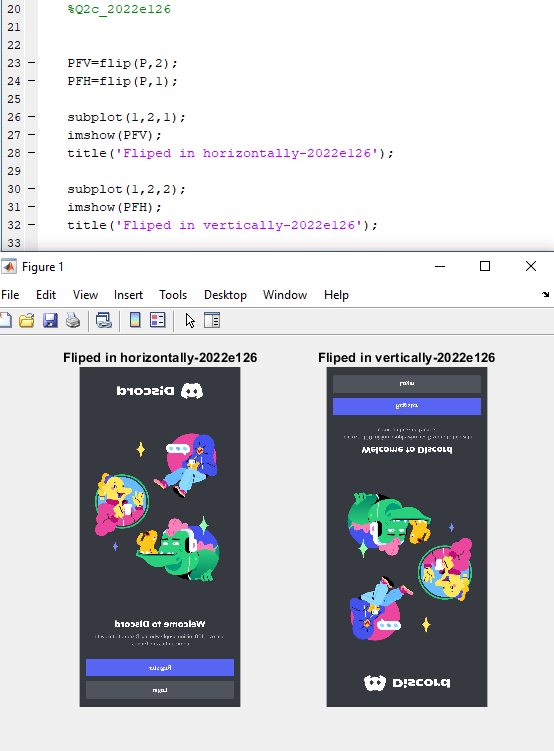 20 %Q2c_2022e126
21
22
23 – PFV=flip(P,2);
24 – PFH=flip(P,1);
25
26 – subplot(1,2,1);
27 – imshow(PFV);
28 – title('Fliped in horizontally-2022e126');
29
30 – subplot(1,2,2);
31 – imshow(PFH);
32 – title('Fliped in vertically-2022e126');
33
Figure 1
File Edit View Insert Tools Desktop Window Help
Fliped in horizontally-2022e126
Discord
Welcome to Discord
Register
Login
Fliped in vertically-2022e126
Login
Register
Welcome to Discord
Discord